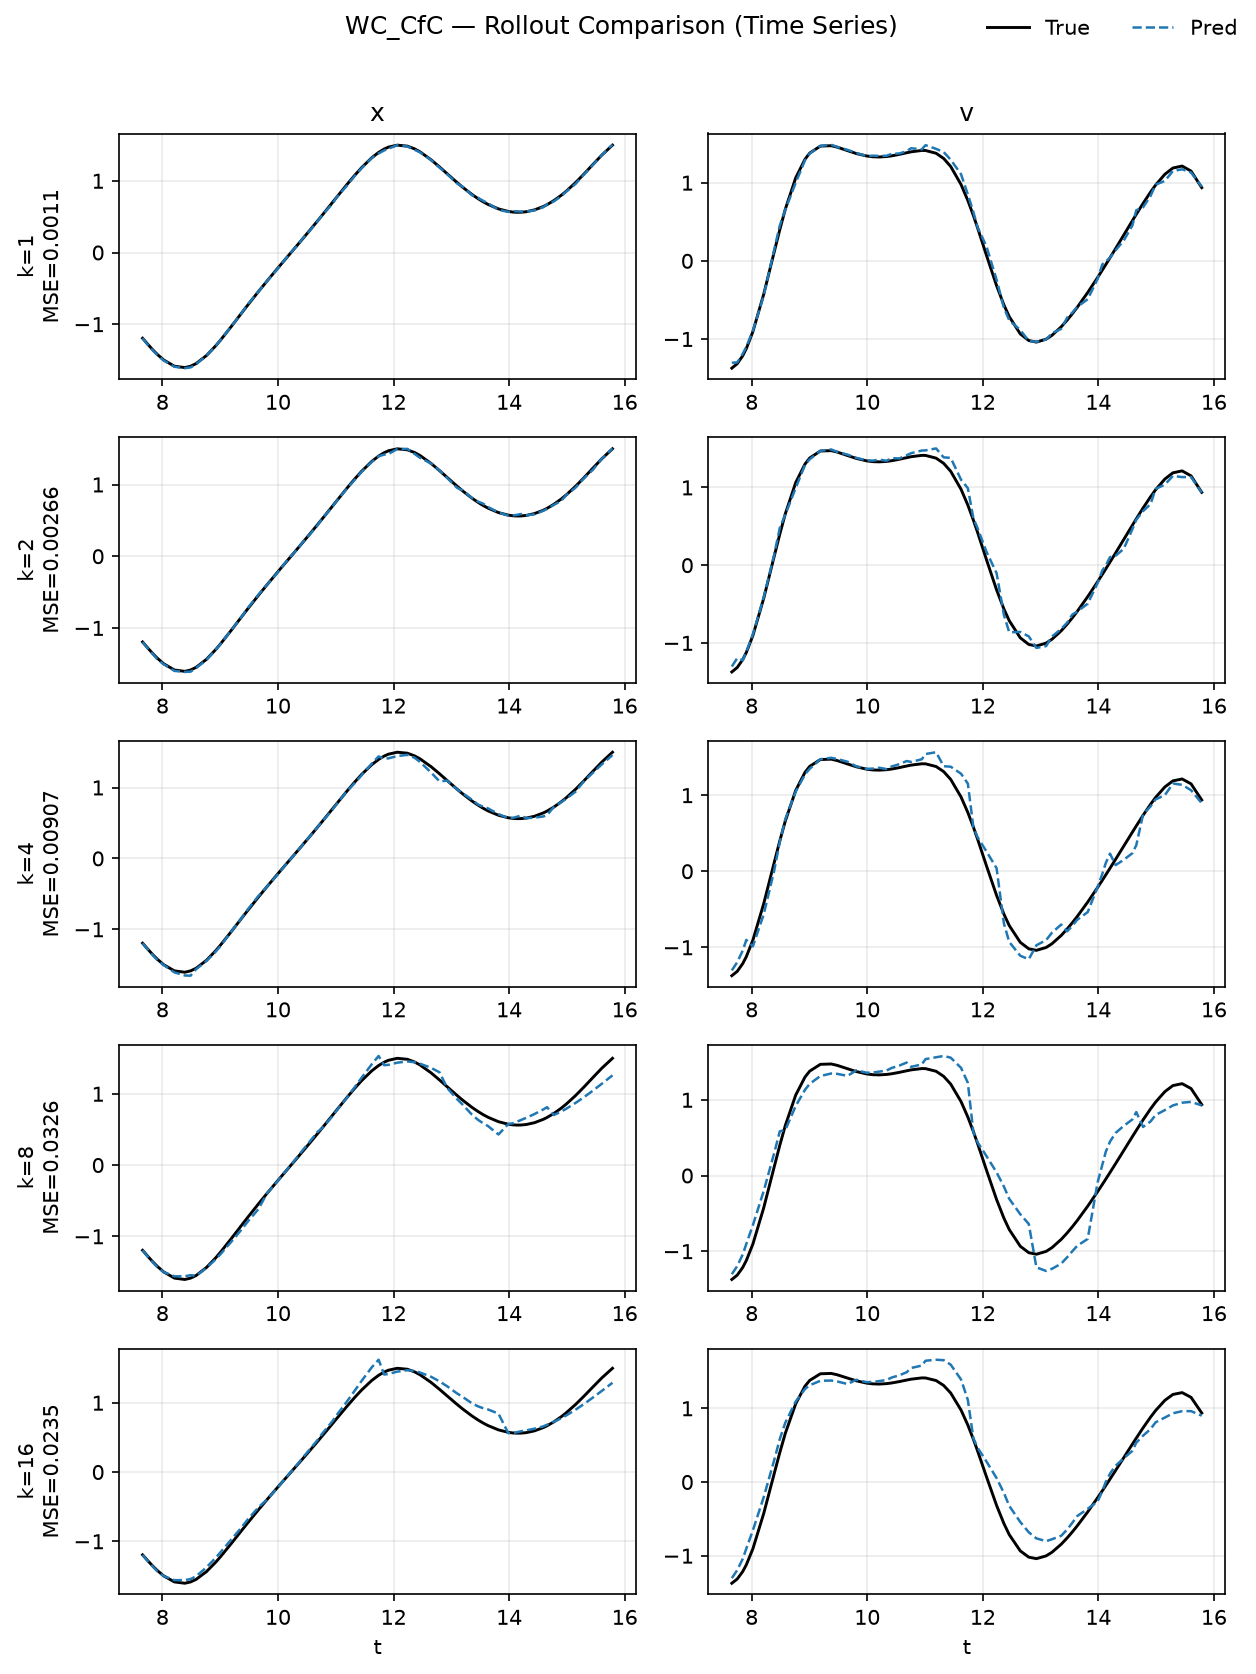 WC_CfC — Rollout Comparison (Time Series)
True
Pred
x
v
k=1
MSE=0.0011
1
0
−1
8 10 12 14 16
1
0
−1
8 10 12 14 16
k=2
MSE=0.00266
1
0
−1
8 10 12 14 16
1
0
−1
8 10 12 14 16
k=4
MSE=0.00907
1
0
−1
8 10 12 14 16
1
0
−1
8 10 12 14 16
k=8
MSE=0.0326
1
0
−1
8 10 12 14 16
1
0
−1
8 10 12 14 16
k=16
MSE=0.0235
1
0
−1
8 10 12 14 16
t
1
0
−1
8 10 12 14 16
t